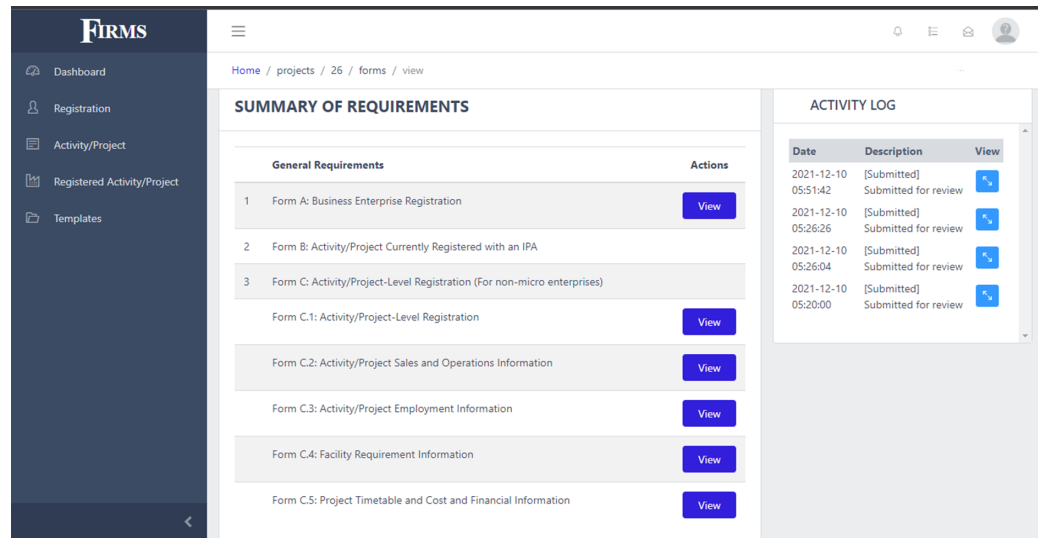 FIRMS
Dashboard
Registration
Activity/Project
Registered Activity/Project
Templates
Home / projects / 26 / forms / view
SUMMARY OF REQUIREMENTS
General Requirements Actions
1 Form A: Business Enterprise Registration View
2 Form B: Activity/Project Currently Registered with an IPA
3 Form C: Activity/Project-Level Registration (For non-micro enterprises)
Form C.1: Activity/Project-Level Registration View
Form C.2: Activity/Project Sales and Operations Information View
Form C.3: Activity/Project Employment Information View
Form C.4: Facility Requirement Information View
Form C.5: Project Timetable and Cost and Financial Information View
ACTIVITY LOG
Date Description View
2021-12-10 [Submitted]
05:51:42 Submitted for review
2021-12-10 [Submitted]
05:26:26 Submitted for review
2021-12-10 [Submitted]
05:26:04 Submitted for review
2021-12-10 [Submitted]
05:20:00 Submitted for review